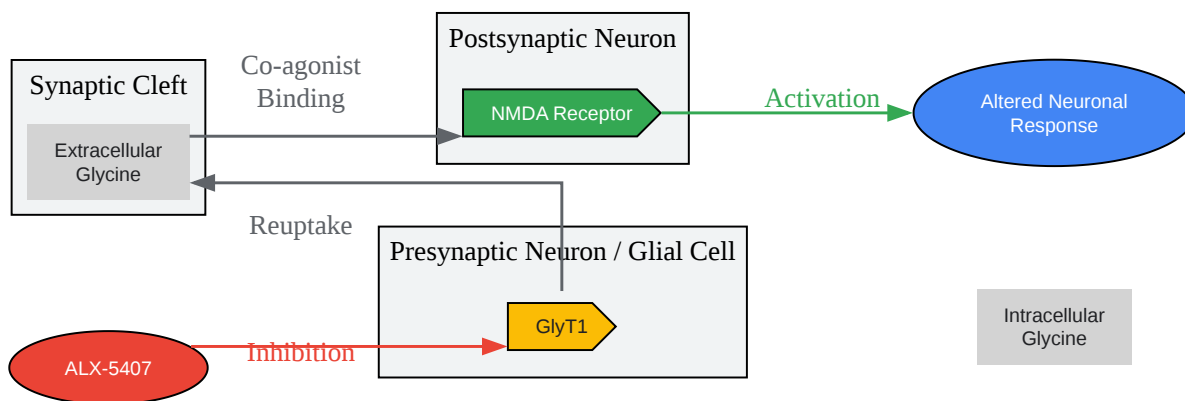 Postsynaptic Neuron
Synaptic Cleft
Co-agonist
Binding
NMDA Receptor
Activation
Altered Neuronal
Response
Extracellular
Glycine
Reuptake
Presynaptic Neuron / Glial Cell
GlyT1
Intracellular
Glycine
ALX-5407
Inhibition